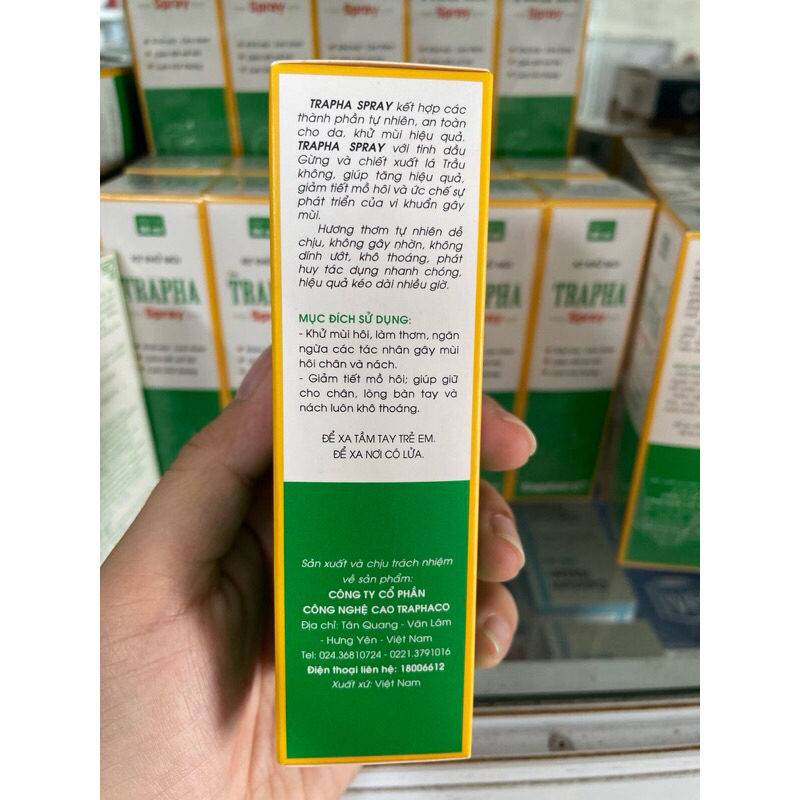 TRAPHA SPRAY kết hợp các
thành phần tự nhiên, an toàn
cho da, khử mùi hiệu quả.
TRAPHA SPRAY với tinh dầu
Gừng và chiết xuất lá Trầu
không, giúp tăng hiệu quả,
giảm tiết mồ hôi và ức chế sự
phát triển của vi khuẩn gây
mùi.
Hương thơm tự nhiên dễ
chịu, không gây nhờn, không
dính ướt, khô thoáng, phát
huy tác dụng nhanh chóng,
hiệu quả kéo dài nhiều giờ.
MỤC ĐÍCH SỬ DỤNG:
- Khử mùi hôi, làm thơm, ngăn
ngừa các tác nhân gây mùi
hôi chân và nách.
- Giảm tiết mồ hôi; giúp giữ
cho chân, lòng bàn tay và
nách luôn khô thoáng.
ĐỂ XA TẦM TAY TRẺ EM.
ĐỂ XA NƠI CÓ LỬA.
Sản xuất và chịu trách nhiệm
về sản phẩm:
CÔNG TY CỔ PHẦN
CÔNG NGHỆ CAO TRAPHACO
Địa chỉ: Tân Quang - Văn Lâm
- Hưng Yên - Việt Nam
Tel: 024.36810724 - 0221.3791016
Điện thoại liên hệ: 18006612
Xuất xứ: Việt Nam
TRAPHA
Spray
TRAPHA
TRAPHA
TRAPHA
Spray